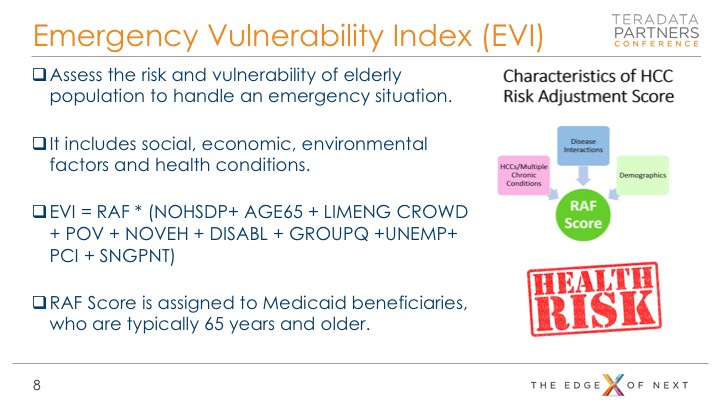 Emergency Vulnerability Index (EVI)
TERADATA
PARTNERS
CONFERENCE
❑Assess the risk and vulnerability of elderly
population to handle an emergency situation.
❑It includes social, economic, environmental
factors and health conditions.
❑EVI = RAF * (NOHSDP+ AGE65 + LIMENG CROWD
+ POV + NOVEH + DISABL + GROUPQ +UNEMP+
PCI + SNGPNT)
❑RAF Score is assigned to Medicaid beneficiaries,
who are typically 65 years and older.
Characteristics of HCC
Risk Adjustment Score
Disease
Interactions
HCCs/Multiple
Chronic
Conditions
Demographics
RAF
Score
HEALTH
RISK
8
THE EDGE X OF NEXT